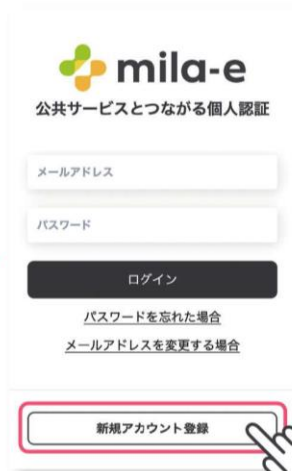 mila-e
公共サービスとつながる個人認証
メールアドレス
パスワード
ログイン
パスワードを忘れた場合
メールアドレスを変更する場合
新規アカウント登録